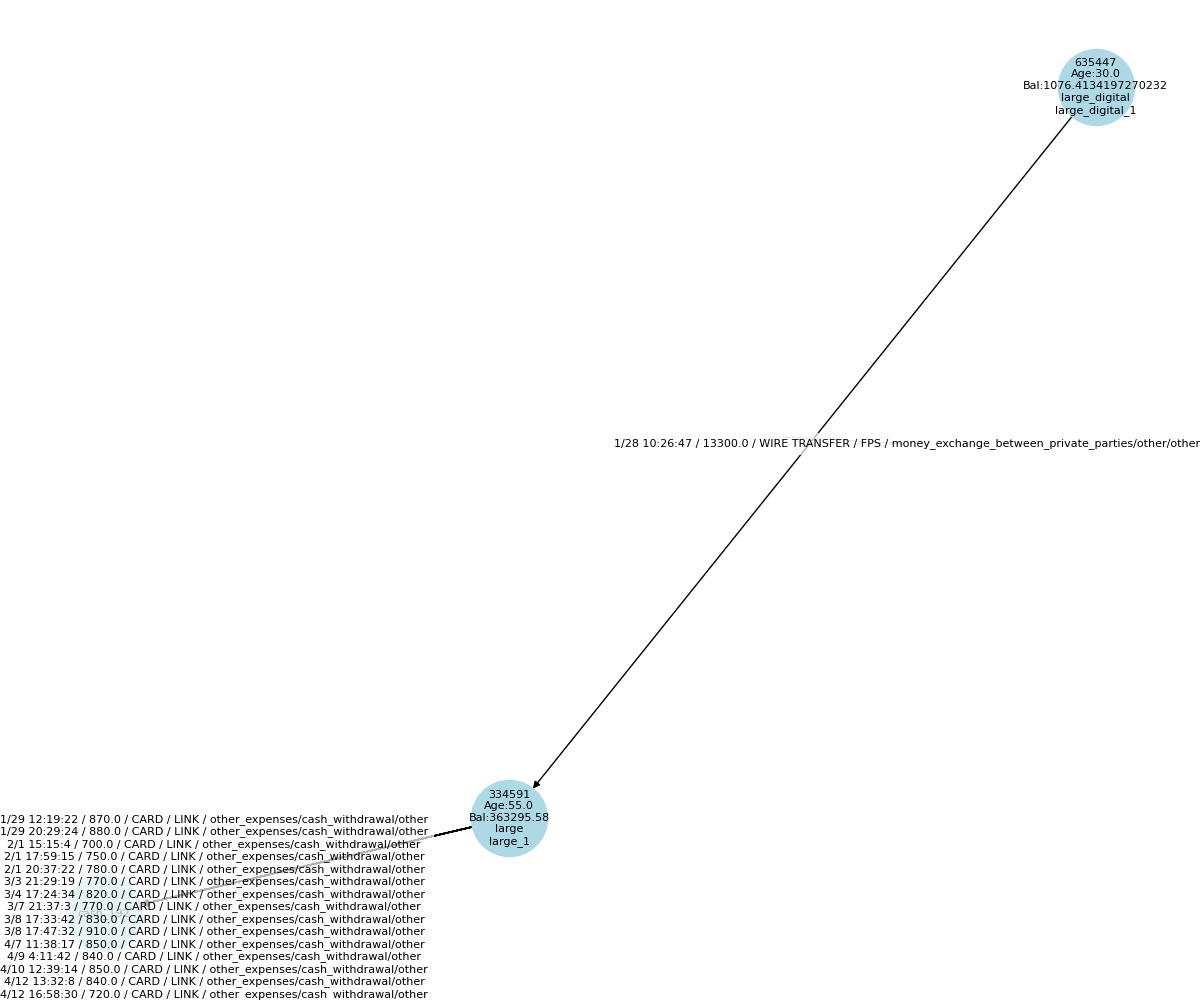 635447
Age:30.0
Bal:1076.4134197270232
large_digital
large_digital_1
1/28 10:26:47 / 13300.0 / WIRE TRANSFER / FPS / money_exchange_between_private_parties/other/other
334591
Age:55.0
Bal:363295.58
large
large_1
1/29 12:19:22 / 870.0 / CARD / LINK / other_expenses/cash_withdrawal/other
1/29 20:29:24 / 880.0 / CARD / LINK / other_expenses/cash_withdrawal/other
2/1 15:15:4 / 700.0 / CARD / LINK / other_expenses/cash_withdrawal/other
2/1 17:59:15 / 750.0 / CARD / LINK / other_expenses/cash_withdrawal/other
2/1 20:37:22 / 780.0 / CARD / LINK / other_expenses/cash_withdrawal/other
3/3 21:29:19 / 770.0 / CARD / LINK / other_expenses/cash_withdrawal/other
3/4 17:24:34 / 820.0 / CARD / LINK / other_expenses/cash_withdrawal/other
3/7 21:37:3 / 770.0 / CARD / LINK / other_expenses/cash_withdrawal/other
3/8 17:33:42 / 830.0 / CARD / LINK / other_expenses/cash_withdrawal/other
3/8 17:47:32 / 910.0 / CARD / LINK / other_expenses/cash_withdrawal/other
4/7 11:38:17 / 850.0 / CARD / LINK / other_expenses/cash_withdrawal/other
4/9 4:11:42 / 840.0 / CARD / LINK / other_expenses/cash_withdrawal/other
4/10 12:39:14 / 850.0 / CARD / LINK / other_expenses/cash_withdrawal/other
4/12 13:32:8 / 840.0 / CARD / LINK / other_expenses/cash_withdrawal/other
4/12 16:58:30 / 720.0 / CARD / LINK / other_expenses/cash_withdrawal/other